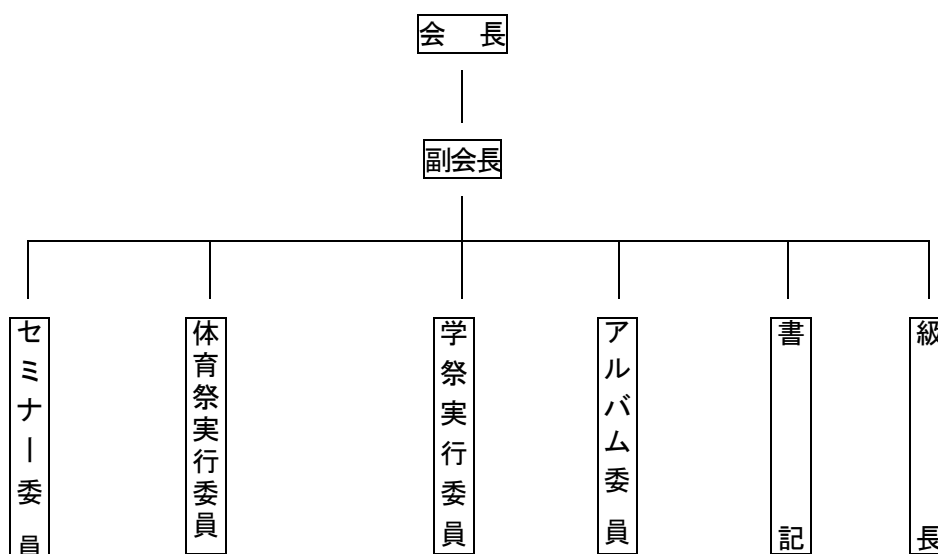 会　長
副会長
セミナー委員
体育祭実行委員
学祭実行委員
アルバム委員
書記
級長